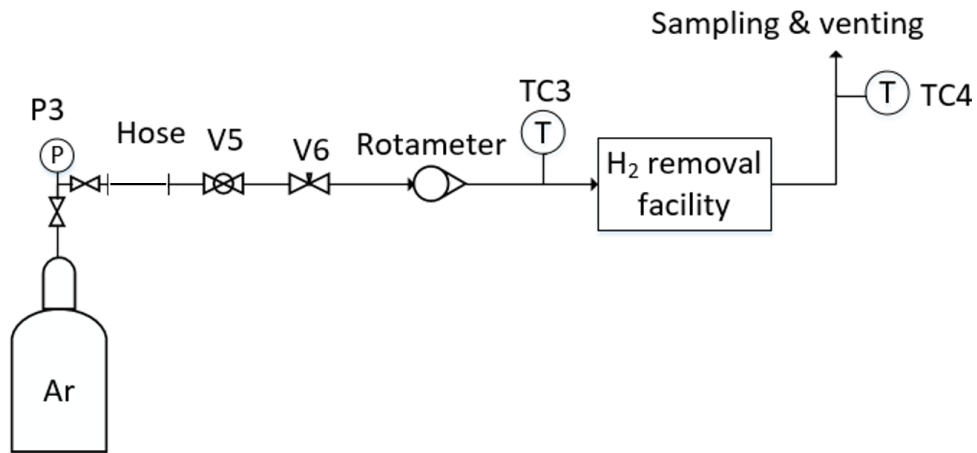 Sampling & venting
TC3
T
T
TC4
P3
P
Hose
V5
V6
Rotameter
H₂ removal
facility
Ar